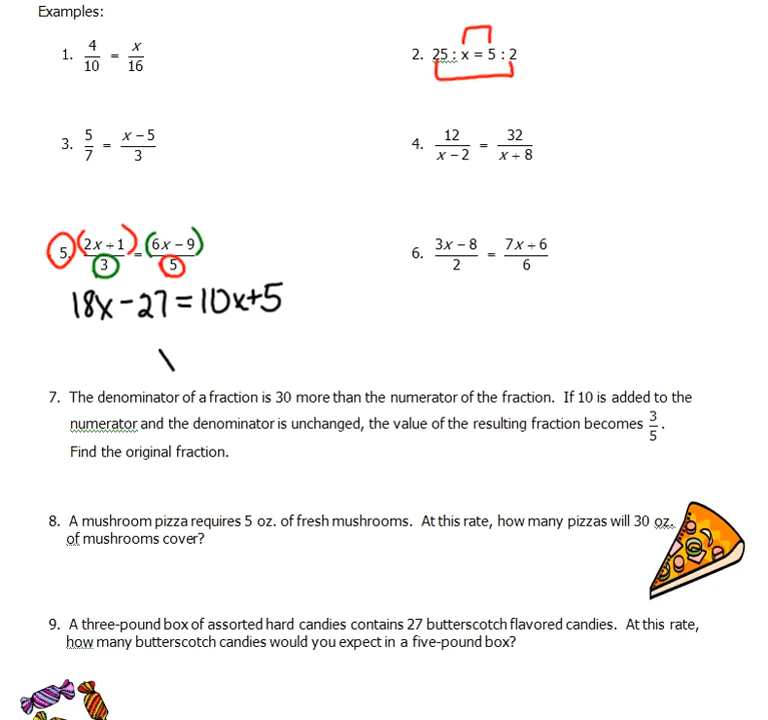 Examples:
1. 4/10 = x/16
2. 25 : x = 5 : 2
3. 5/7 = x – 5/3
4. 12/x – 2 = 32/x + 8
5. (2x + 1)/3 = (6x – 9)/5
6. 3x – 8/2 = 7x + 6/6
18x – 27 = 10x + 5
7. The denominator of a fraction is 30 more than the numerator of the fraction. If 10 is added to the
numerator and the denominator is unchanged, the value of the resulting fraction becomes 3/5.
Find the original fraction.
8. A mushroom pizza requires 5 oz. of fresh mushrooms. At this rate, how many pizzas will 30 oz.
of mushrooms cover?
9. A three-pound box of assorted hard candies contains 27 butterscotch flavored candies. At this rate,
how many butterscotch candies would you expect in a five-pound box?